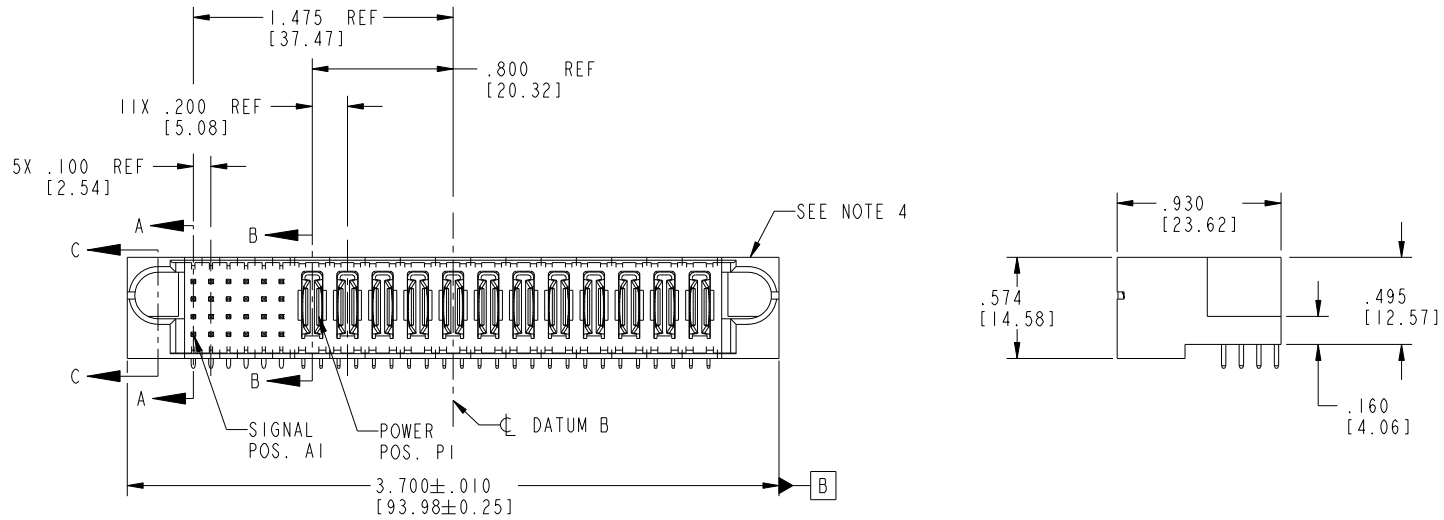 1.475 REF
[37.47]
.800 REF
[20.32]
11X .200 REF
[5.08]
5X .100 REF
[2.54]
A
B
C
SEE NOTE 4
.930
[23.62]
.574
[14.58]
.495
[12.57]
C
A
B
.160
[4.06]
SIGNAL
POS. A1
POWER
POS. P1
℄ DATUM B
3.700±.010
[93.98±0.25]
B